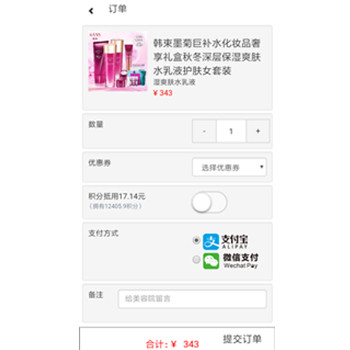 订单
韩束墨菊巨补水化妆品奢
享礼盒秋冬深层保湿爽肤
水乳液护肤女套装
湿爽肤水乳液
¥ 343
数量
- 1 +
优惠券
选择优惠券
积分抵用17.14元
(拥有12405.9积分)
支付方式
支付宝
ALIPAY
微信支付
Wechat Pay
备注
给美容院留言
合计: ¥ 343
提交订单